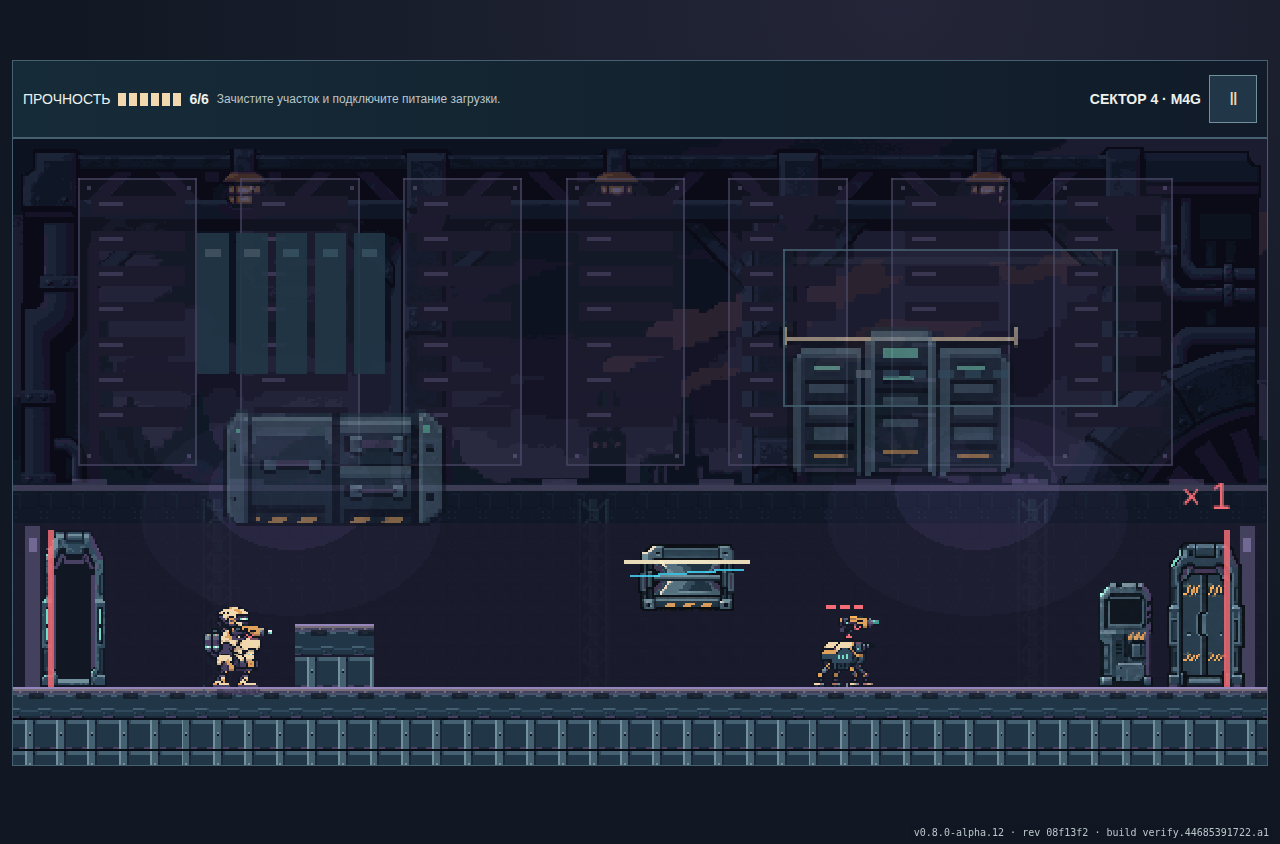 ПРОЧНОСТЬ 6/6 Зачистите участок и подключите питание загрузки. СЕКТОР 4 · M4G
× 1
v0.8.0-alpha.12 · rev 08f13f2 · build verify.44685391722.a1